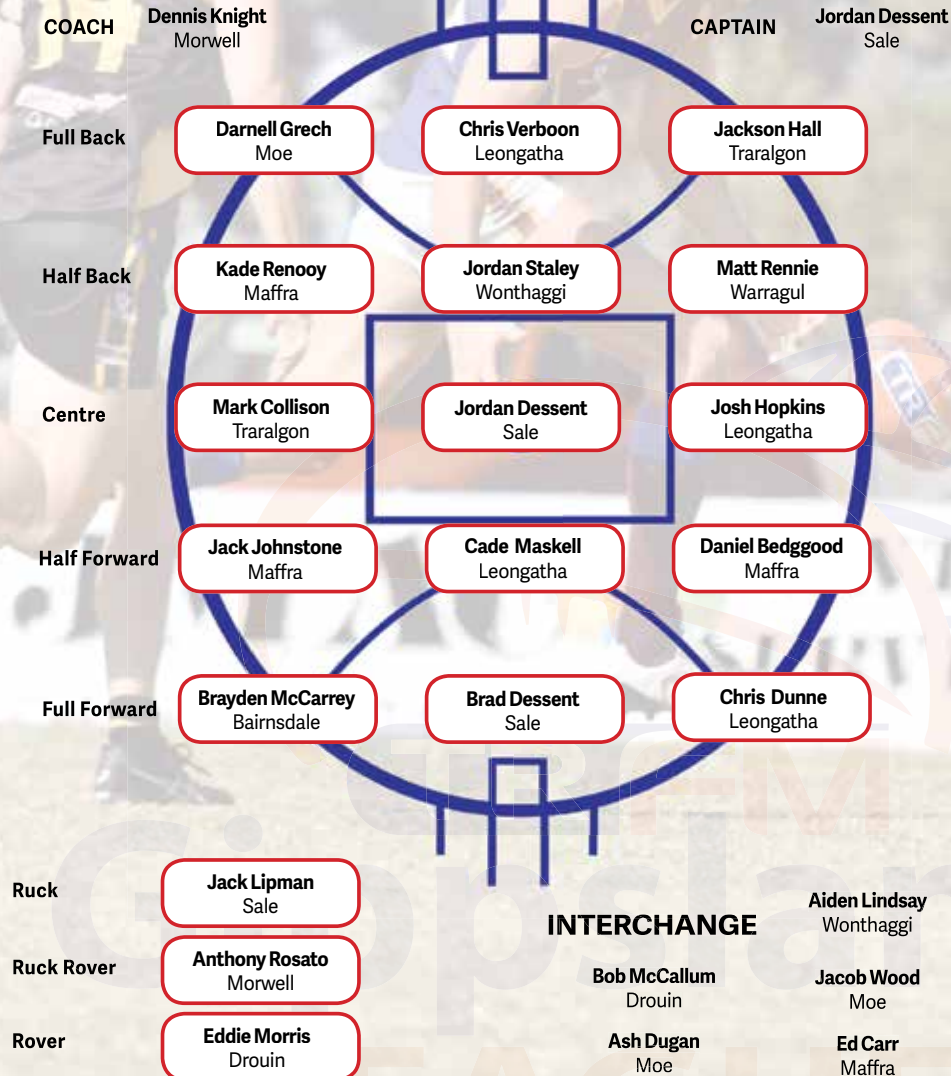 COACH
Dennis Knight
Morwell
CAPTAIN
Jordan Dessent
Sale
Full Back
Darnell Grech
Moe
Chris Verboon
Leongatha
Jackson Hall
Traralgon
Half Back
Kade Renooy
Maffra
Jordan Staley
Wonthaggi
Matt Rennie
Warragul
Centre
Mark Collison
Traralgon
Jordan Dessent
Sale
Josh Hopkins
Leongatha
Half Forward
Jack Johnstone
Maffra
Cade Maskell
Leongatha
Daniel Bedggood
Maffra
Full Forward
Brayden McCarrey
Bairnsdale
Brad Dessent
Sale
Chris Dunne
Leongatha
Ruck
Jack Lipman
Sale
Ruck Rover
Anthony Rosato
Morwell
Rover
Eddie Morris
Drouin
INTERCHANGE
Aiden Lindsay
Wonthaggi
Bob McCallum
Drouin
Jacob Wood
Moe
Ash Dugan
Moe
Ed Carr
Maffra